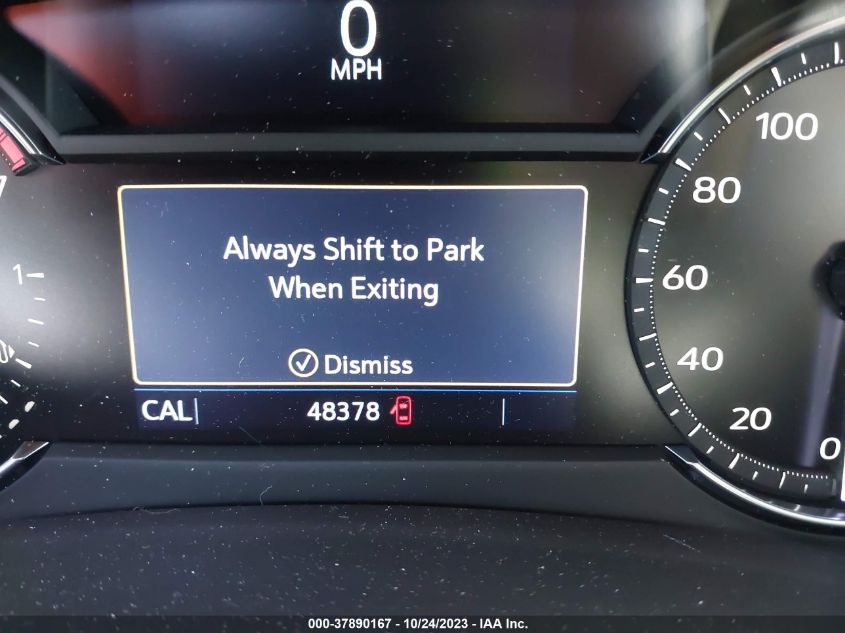 0
MPH
100
80
60
40
20
0
1
Always Shift to Park
When Exiting
Dismiss
CAL
48378
000-37890167 - 10/24/2023 - IAA Inc.